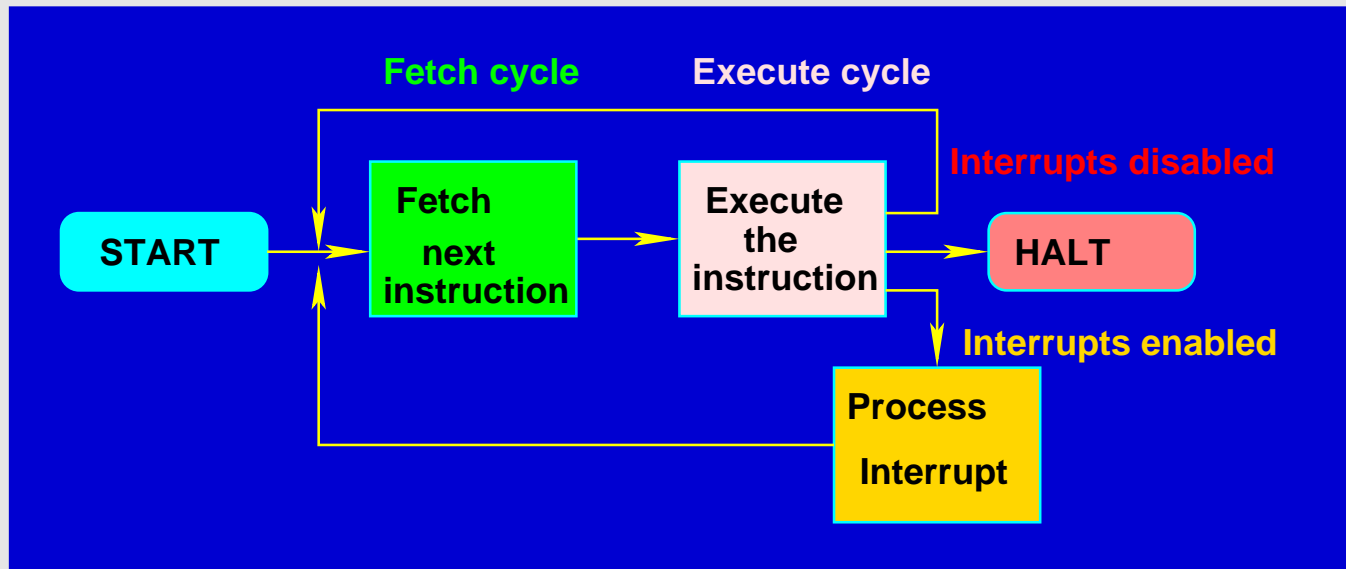 Fetch cycle
Execute cycle
Interrupts disabled
START
Fetch
next
instruction
Execute
the
instruction
HALT
Interrupts enabled
Process
Interrupt